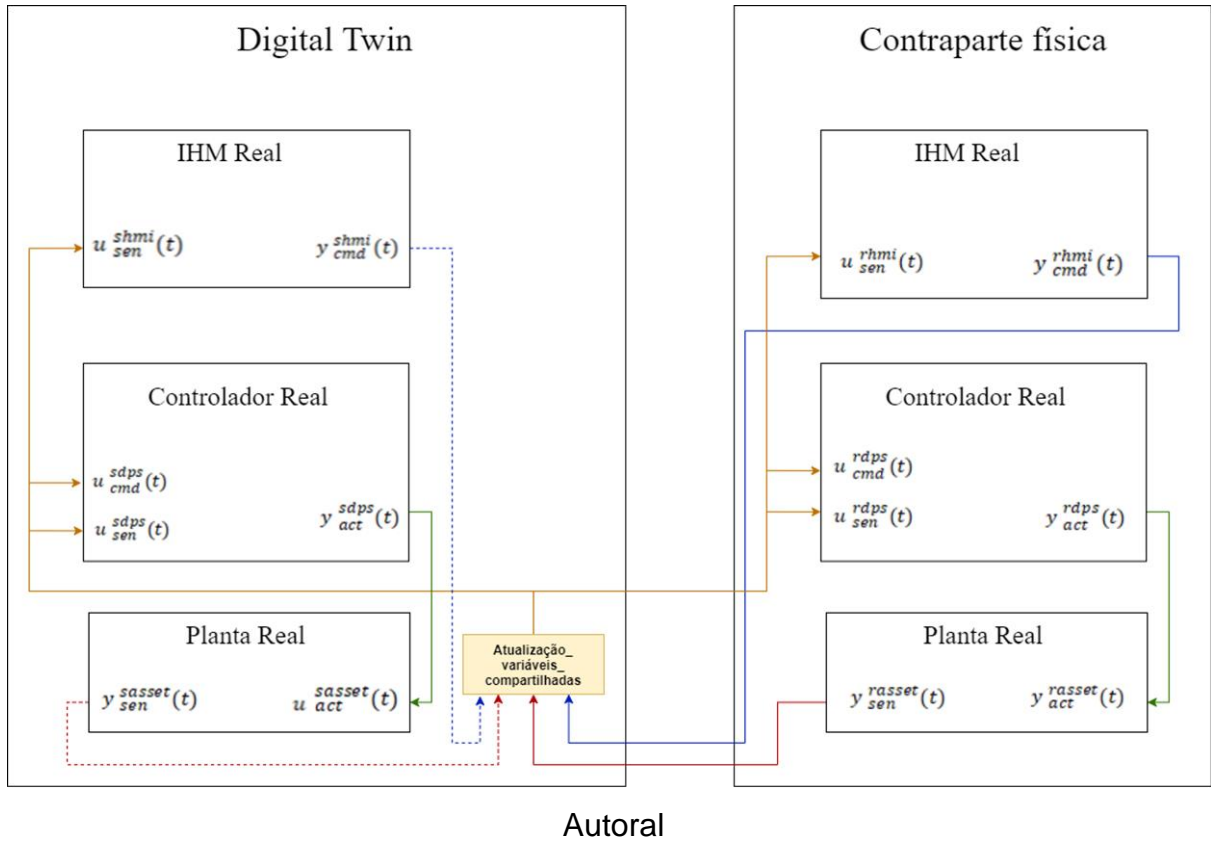 Digital Twin
IHM Real
u sen^shmi(t)
y cmd^shmi(t)
Controlador Real
u cmd^sdps(t)
u sen^sdps(t)
y act^sdps(t)
Planta Real
y sen^sasset(t)
u act^sasset(t)
Atualização_
variáveis_
compartilhadas
Contraparte física
IHM Real
u sen^rhmi(t)
y cmd^rhmi(t)
Controlador Real
u cmd^rdps(t)
u sen^rdps(t)
y act^rdps(t)
Planta Real
y sen^rasset(t)
y act^rasset(t)
Autoral